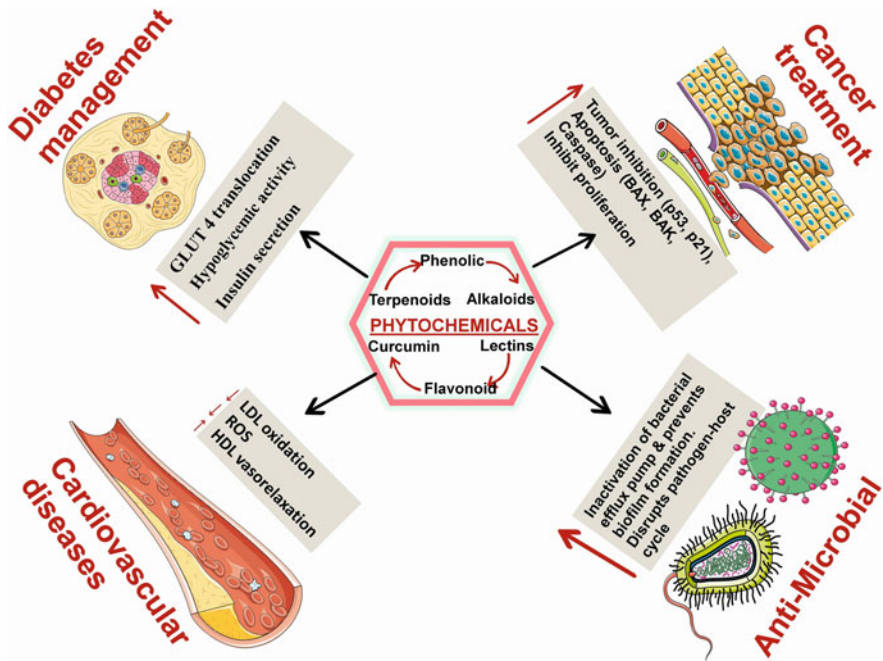 Diabetes
management
GLUT 4 translocation
Hypoglycemic activity
Insulin secretion
Cancer
treatment
Tumor inhibition (p53, p21),
Apoptosis (BAX, BAK,
Caspase)
Inhibit proliferation
Phenolic
Terpenoids
Alkaloids
PHYTOCHEMICALS
Curcumin
Lectins
Flavonoid
Cardiovascular
diseases
LDL oxidation
ROS
HDL vasorelaxation
Inactivation of bacterial
efflux pump & prevents
biofilm formation.
Disrupts pathogen-host
cycle
Anti-Microbial